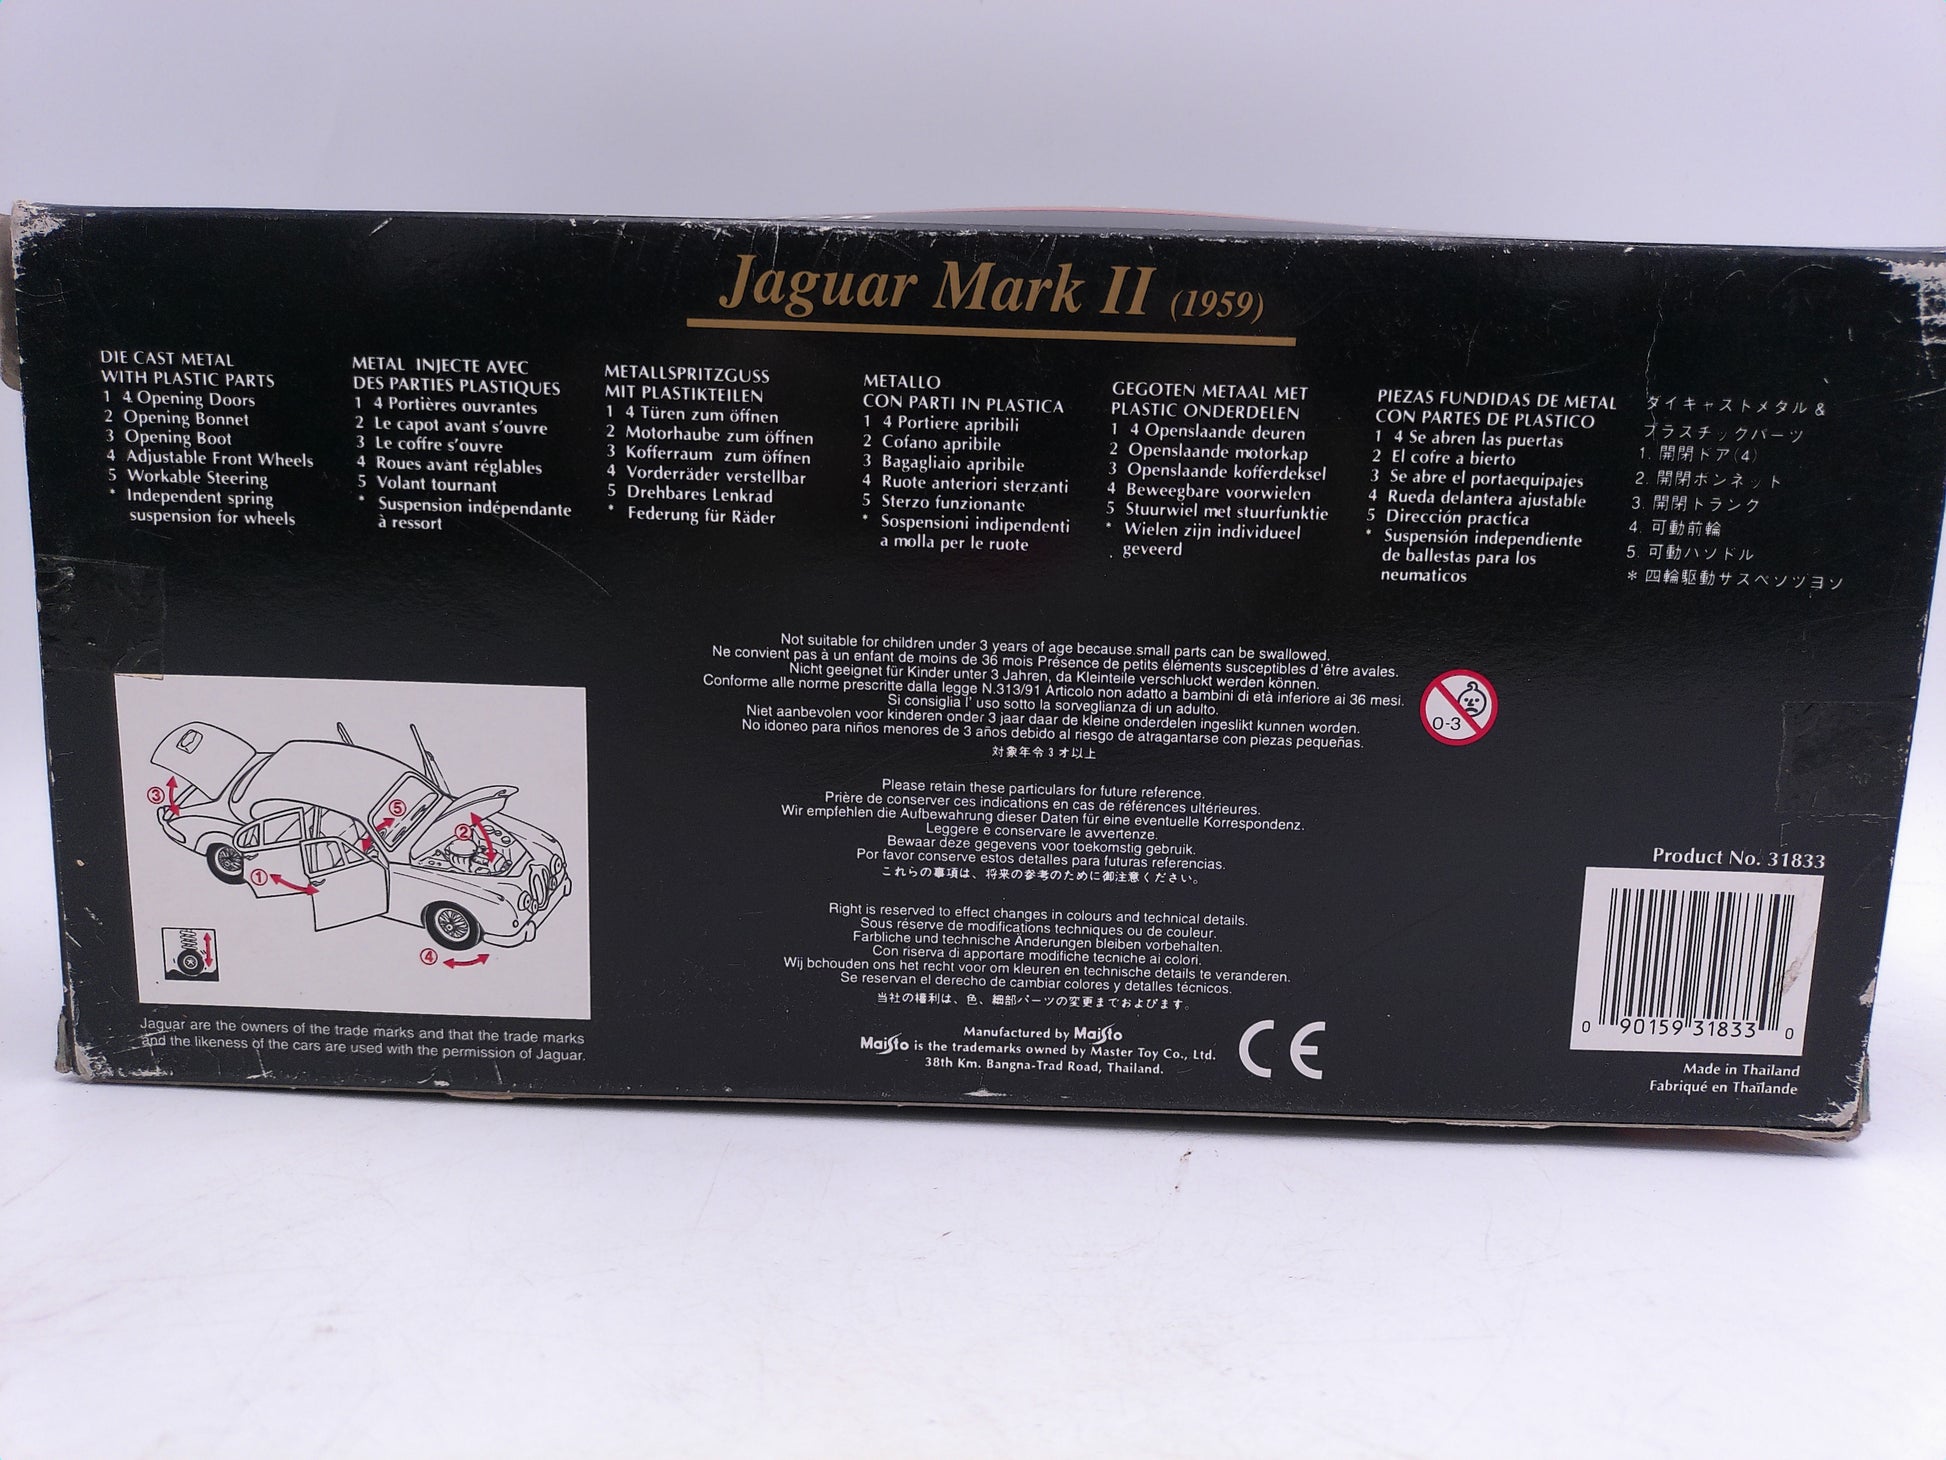 Jaguar Mark II (1959)
DIE CAST METAL
WITH PLASTIC PARTS
1 4 Opening Doors
2 Opening Bonnet
3 Opening Boot
4 Adjustable Front Wheels
5 Workable Steering
* Independent spring
suspension for wheels
METAL INJECTE AVEC
DES PARTIES PLASTIQUES
1 4 Portières ouvrantes
2 Le capot avant s'ouvre
3 Le coffre s'ouvre
4 Roues avant réglables
5 Volant tournant
* Suspension indépendante
à ressort
METALLSPRITZGUSS
MIT PLASTIKTEILEN
1 4 Türen zum öffnen
2 Motorhaube zum öffnen
3 Kofferraum zum öffnen
4 Vorderräder verstellbar
5 Drehbares Lenkrad
* Federung für Räder
METALLO
CON PARTI IN PLASTICA
1 4 Portiere apribili
2 Cofano apribile
3 Bagagliaio apribile
4 Ruote anteriori sterzanti
5 Sterzo funzionante
* Sospensioni indipendenti
a molla per le ruote
GEGOTEN METAAL MET
PLASTIC ONDERDELEN
1 4 Openslaande deuren
2 Openslaande motorkap
3 Openslaande kofferdeksel
4 Beweegbare voorwielen
5 Stuurwiel met stuurfunktie
* Wielen zijn individueel
geveerd
PIEZAS FUNDIDAS DE METAL
CON PARTES DE PLASTICO
1 4 Se abren las puertas
2 El cofre a bierto
3 Se abre el portaequipajes
4 Rueda delantera ajustable
5 Dirección practica
* Suspensión independiente
de ballestas para los
neumaticos
ダイキャストメタル &
プラスチックパーツ
1. 開閉ドア(4)
2. 開閉ボンネット
3. 開閉トランク
4. 可動前輪
5. 可動ハンドル
* 四輪駆動サスペンツヨン
Not suitable for children under 3 years of age because small parts can be swallowed.
Ne convient pas à un enfant de moins de 36 mois Présence de petits éléments susceptibles d'être avales.
Nicht geeignet für Kinder unter 3 Jahren, da Kleinteile verschluckt werden können.
Conforme alle norme prescritte dalla legge N.313/91 Articolo non adatto a bambini di età inferiore ai 36 mesi.
Si consiglia l' uso sotto la sorveglianza di un adulto.
Niet aanbevolen voor kinderen onder 3 jaar daar de kleine onderdelen ingeslikt kunnen worden.
No idoneo para niños menores de 3 años debido al riesgo de atragantarse con piezas pequeñas.
対象年令3才以上
0-3
Please retain these particulars for future reference.
Prière de conserver ces indications en cas de références ultérieures.
Wir empfehlen die Aufbewahrung dieser Daten für eine eventuelle Korrespondenz.
Leggere e conservare le avvertenze.
Bewaar deze gegevens voor toekomstig gebruik.
Por favor conserve estos detalles para futuras referencias.
これらの事項は、将来の参考のために御注意ください。
Right is reserved to effect changes in colours and technical details.
Sous réserve de modifications techniques ou de couleur.
Farbliche und technische Änderungen bleiben vorbehalten.
Con riserva di apportare modifiche tecniche ai colori.
Wij bchouden ons het recht voor om kleuren en technische details te veranderen.
Se reservan el derecho de cambiar colores y detalles técnicos.
当社の権利は、色、細部パーツの変更までおよびます。
Manufactured by Maisto
Maisto is the trademarks owned by Master Toy Co., Ltd.
38th Km. Bangna-Trad Road, Thailand.
CE
3
5
2
1
4
Jaguar are the owners of the trade marks and that the trade marks
and the likeness of the cars are used with the permission of Jaguar.
Product No. 31833
0 90159 31833 0
Made in Thailand
Fabriqué en Thaïlande